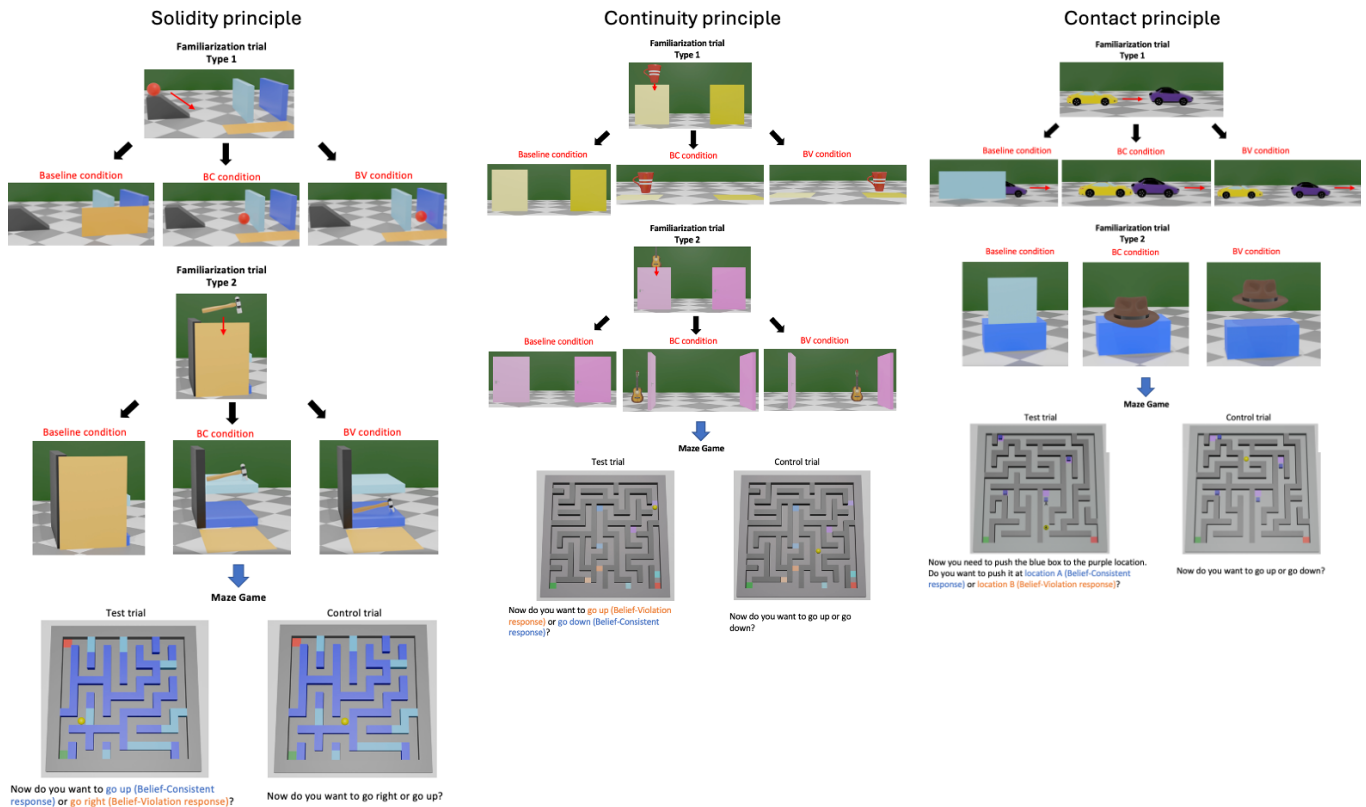 Solidity principle
Familiarization trial
Type 1
Baseline condition
BC condition
BV condition
Familiarization trial
Type 2
Baseline condition
BC condition
BV condition
Maze Game
Test trial
Control trial
Now do you want to go up (Belief-Consistent
response) or go right (Belief-Violation response)?
Now do you want to go right or go up?
Continuity principle
Familiarization trial
Type 1
Baseline condition
BC condition
BV condition
Familiarization trial
Type 2
Baseline condition
BC condition
BV condition
Maze Game
Test trial
Control trial
Now do you want to go up (Belief-Violation
response) or go down (Belief-Consistent
response)?
Now do you want to go up or go
down?
Contact principle
Familiarization trial
Type 1
Baseline condition
BC condition
BV condition
Familiarization trial
Type 2
Baseline condition
BC condition
BV condition
Maze Game
Test trial
Control trial
Now you need to push the blue box to the purple location.
Do you want to push it at location A (Belief-Consistent
response) or location B (Belief-Violation response)?
Now do you want to go up or go down?